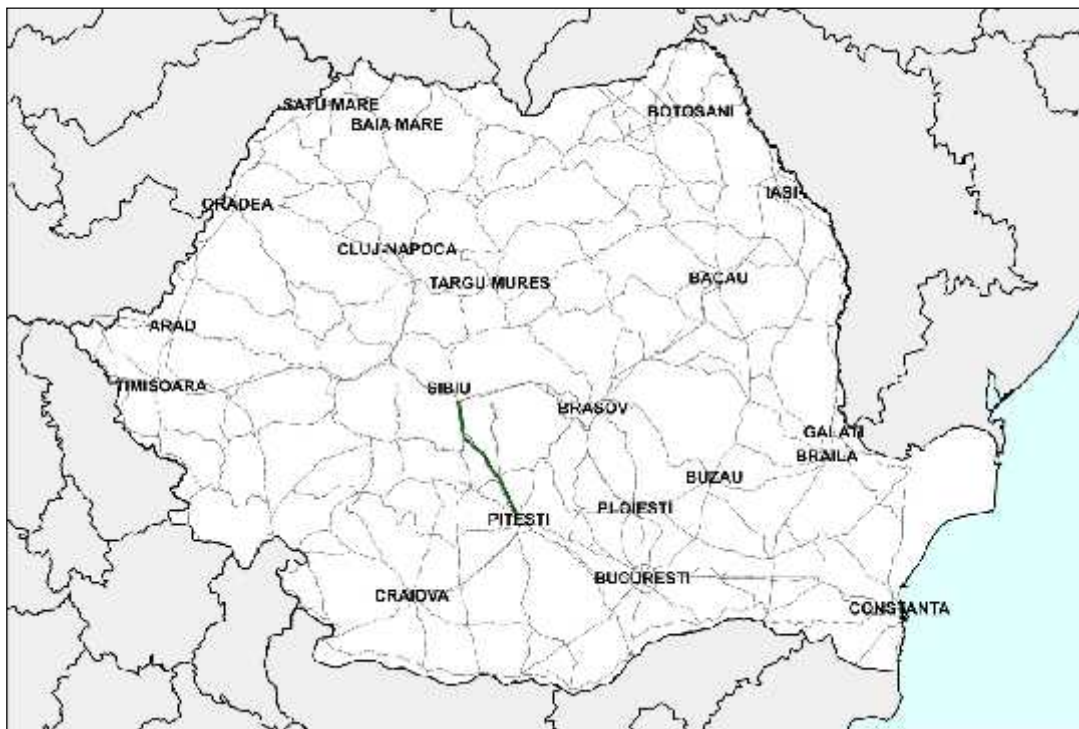 SATU MARE
BOTOSANI
BAIA MARE
IASI
ORADEA
CLUJ-NAPOCA
BACAU
TARGU MURES
ARAD
TIMISOARA
SIBIU
BRASOV
GALATI
BRAILA
BUZAU
PLOIESTI
PITESTI
BUCURESTI
CRAIOVA
CONSTANTA